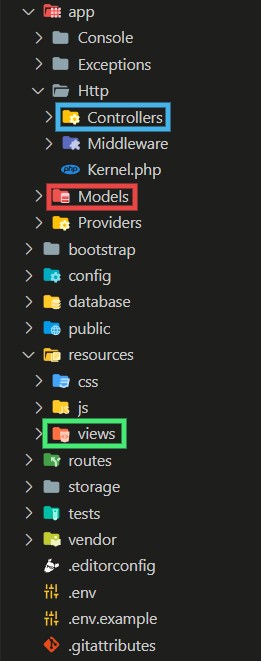 app
Console
Exceptions
Http
Controllers
Middleware
php Kernel.php
Models
Providers
bootstrap
config
database
public
resources
css
js
views
routes
storage
tests
vendor
.editorconfig
.env
.env.example
.gitattributes